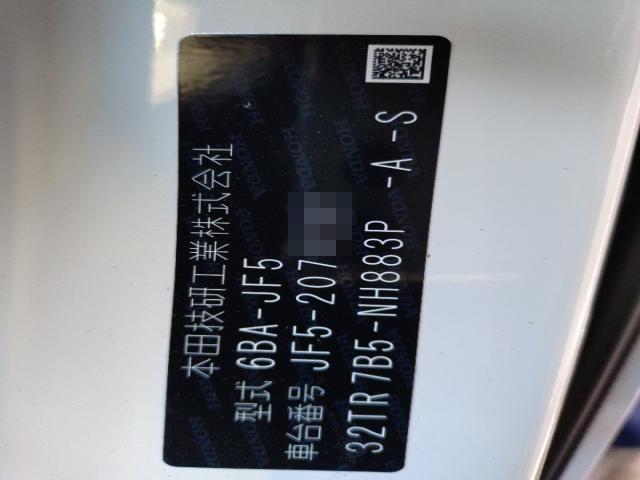 本田技研工業株式会社
型式 6BA-JF5
車台番号 JF5-207
32TR7B5-NH883P -A -S